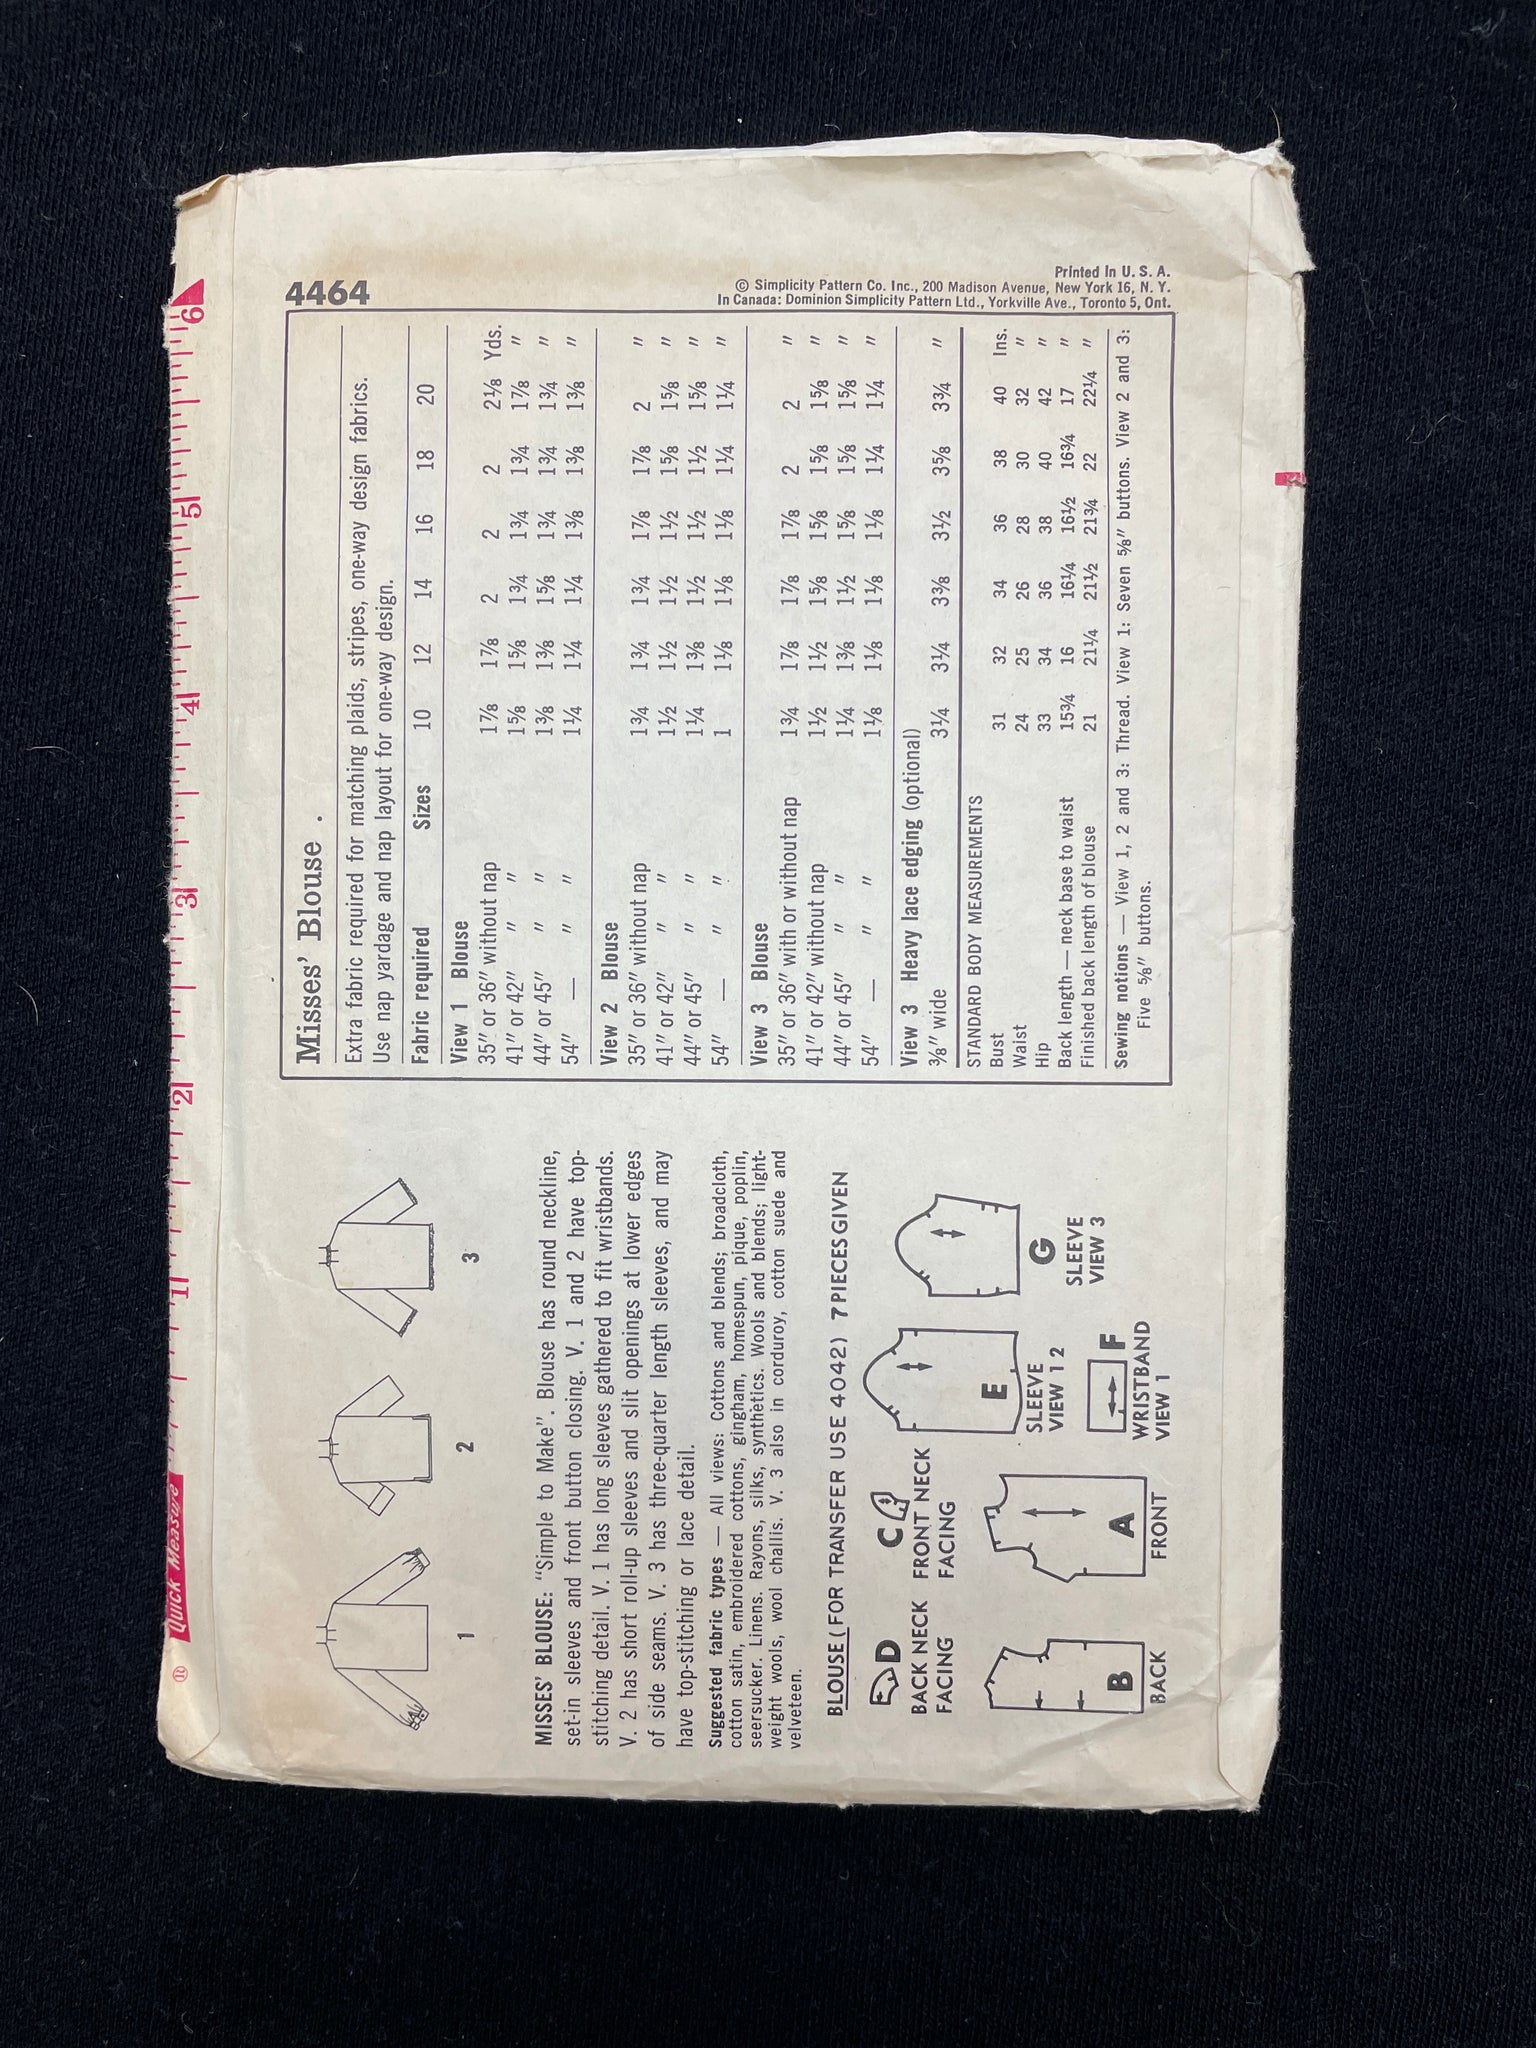 ® Quick Measure 1 2 3 4 5 6
1
2
3
MISSES' BLOUSE: "Simple to Make". Blouse has round neckline,
set-in sleeves and front button closing. V. 1 and 2 have top-
stitching detail. V. 1 has long sleeves gathered to fit wristbands.
V. 2 has short roll-up sleeves and slit openings at lower edges
of side seams. V. 3 has three-quarter length sleeves, and may
have top-stitching or lace detail.
Suggested fabric types — All views: Cottons and blends; broadcloth,
cotton satin, embroidered cottons, gingham, homespun, pique, poplin,
seersucker. Linens. Rayons, silks, synthetics. Wools and blends; light-
weight wools, wool challis. V. 3 also in corduroy, cotton suede and
velveteen.
BLOUSE (FOR TRANSFER USE 4042) 7 PIECES GIVEN
D
BACK NECK
FACING
C
FRONT NECK
FACING
E
SLEEVE
VIEW 1 2
G
SLEEVE
VIEW 3
B
BACK
A
FRONT
F
WRISTBAND
VIEW 1
4464
Misses' Blouse .
Extra fabric required for matching plaids, stripes, one-way design fabrics.
Use nap yardage and nap layout for one-way design.
Fabric required Sizes 10 12 14 16 18 20
View 1 Blouse
35" or 36" without nap 1⅞ 1⅞ 2 2 2 2⅛ Yds.
41" or 42" " " 1⅝ 1⅝ 1¾ 1¾ 1¾ 1⅞ "
44" or 45" " " 1⅜ 1⅜ 1⅝ 1¾ 1¾ 1¾ "
54" — " " 1¼ 1¼ 1¼ 1⅜ 1⅜ 1⅜ "
View 2 Blouse
35" or 36" without nap 1¾ 1¾ 1¾ 1⅞ 1⅞ 2 "
41" or 42" " " 1½ 1½ 1½ 1½ 1⅝ 1⅝ "
44" or 45" " " 1¼ 1⅜ 1½ 1½ 1½ 1⅝ "
54" — " " 1 1⅛ 1⅛ 1⅛ 1¼ 1¼ "
View 3 Blouse
35" or 36" with or without nap 1¾ 1⅞ 1⅞ 1⅞ 2 2 "
41" or 42" without nap 1½ 1½ 1⅝ 1⅝ 1⅝ 1⅝ "
44" or 45" " " 1¼ 1⅜ 1½ 1⅝ 1⅝ 1⅝ "
54" — " " 1⅛ 1⅛ 1⅛ 1⅛ 1¼ 1¼ "
View 3 Heavy lace edging (optional)
⅜" wide 3¼ 3¼ 3⅜ 3½ 3⅝ 3¾ "
STANDARD BODY MEASUREMENTS
Bust 31 32 34 36 38 40 Ins.
Waist 24 25 26 28 30 32 "
Hip 33 34 36 38 40 42 "
Back length — neck base to waist 15¾ 16 16¼ 16½ 16¾ 17 "
Finished back length of blouse 21 21¼ 21½ 21¾ 22 22¼ "
Sewing notions — View 1, 2 and 3: Thread. View 1: Seven ⅝" buttons. View 2 and 3:
Five ⅝" buttons.
Printed In U. S. A.
© Simplicity Pattern Co. Inc., 200 Madison Avenue, New York 16, N. Y.
In Canada: Dominion Simplicity Pattern Ltd., Yorkville Ave., Toronto 5, Ont.